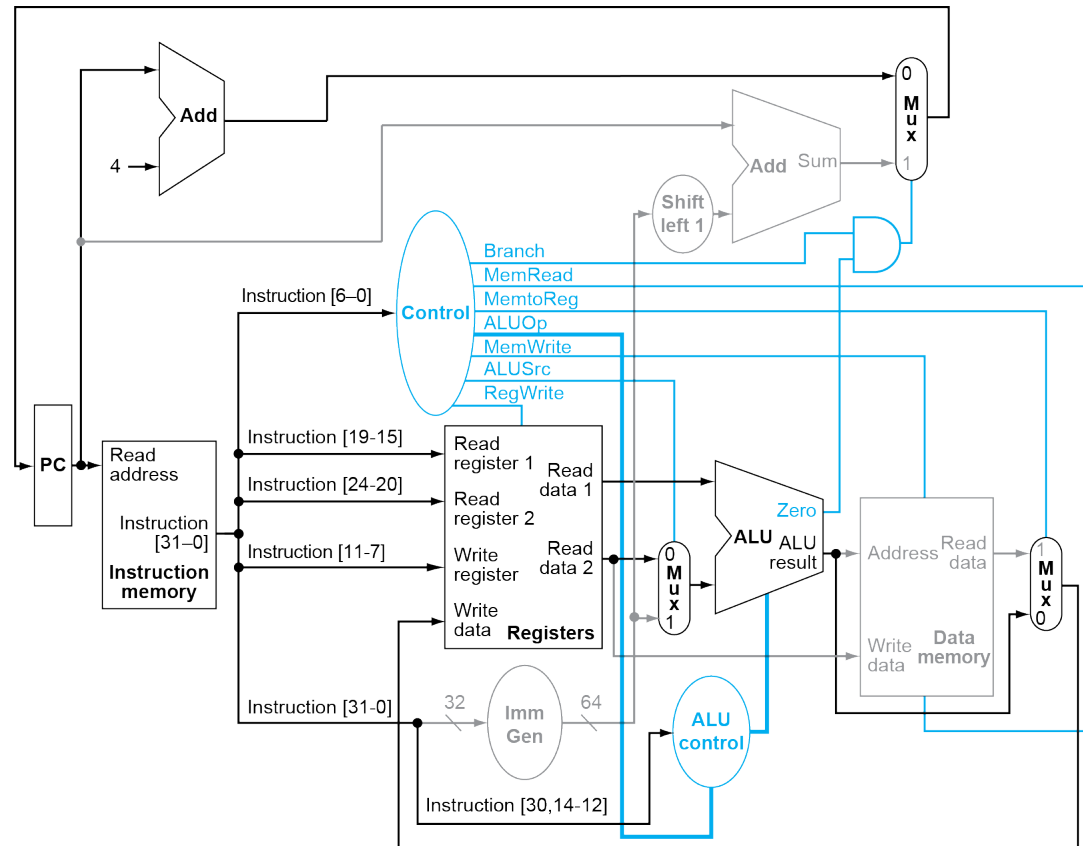 0
Mux
1
Add
4
Add
Sum
Shift
left 1
Branch
MemRead
MemtoReg
ALUOp
MemWrite
ALUSrc
RegWrite
Control
Instruction [6–0]
PC
Read
address
Instruction
[31–0]
Instruction
memory
Instruction [19-15]
Instruction [24-20]
Instruction [11-7]
Instruction [31-0]
Read
register 1
Read
register 2
Write
register
Write
data
Read
data 1
Read
data 2
Registers
0
Mux
1
Zero
ALU
ALU
result
Address
Read
data
Write
data
Data
memory
1
Mux
0
32
Imm
Gen
64
ALU
control
Instruction [30,14-12]